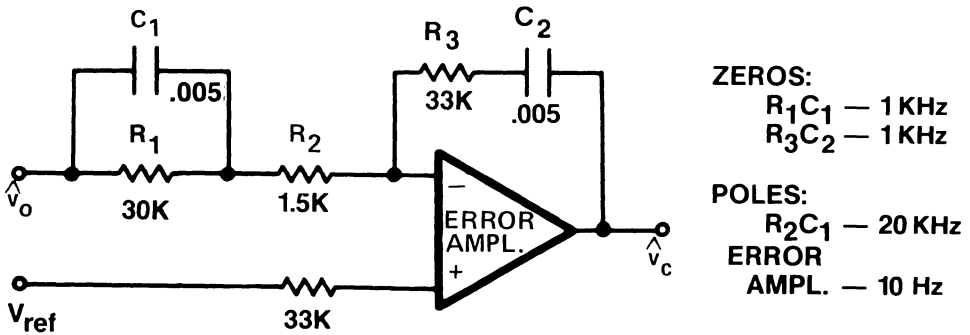 C1
.005
R1
30K
R2
1.5K
R3
33K
C2
.005
v̂o
Vref
33K
−
ERROR
AMPL.
+
v̂c
ZEROS:
R1C1 — 1 KHz
R3C2 — 1 KHz
POLES:
R2C1 — 20 KHz
ERROR
AMPL. — 10 Hz